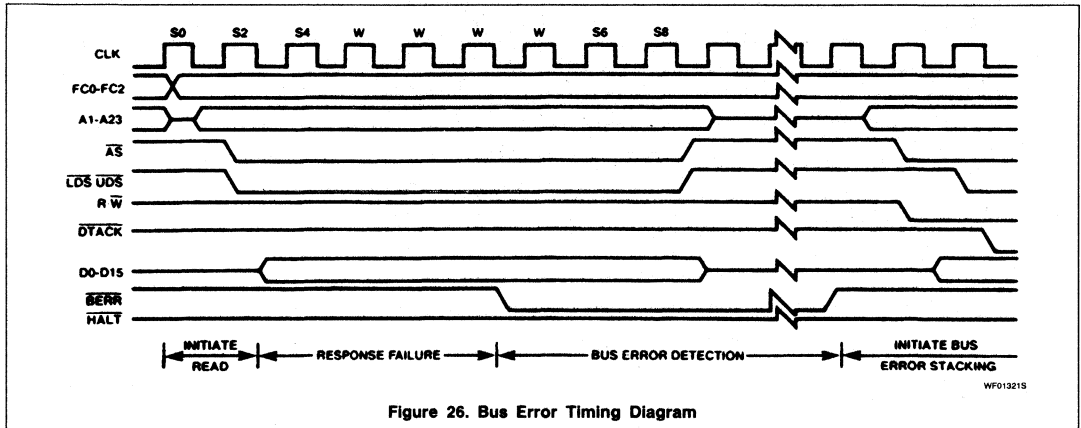 S0 S2 S4 W W W W S6 S8
CLK
FC0-FC2
A1-A23
AS
LDS UDS
R W
DTACK
D0-D15
BERR
HALT
INITIATE READ
RESPONSE FAILURE
BUS ERROR DETECTION
INITIATE BUS
ERROR STACKING
WF01321S
Figure 26. Bus Error Timing Diagram